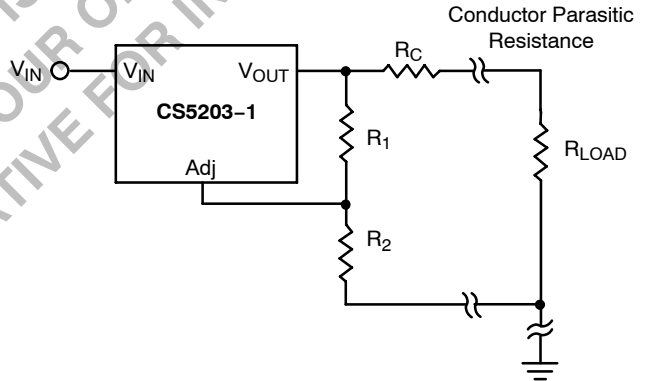 Conductor Parasitic
Resistance
V_IN
V_IN
V_OUT
R_C
CS5203−1
R_1
R_LOAD
Adj
R_2